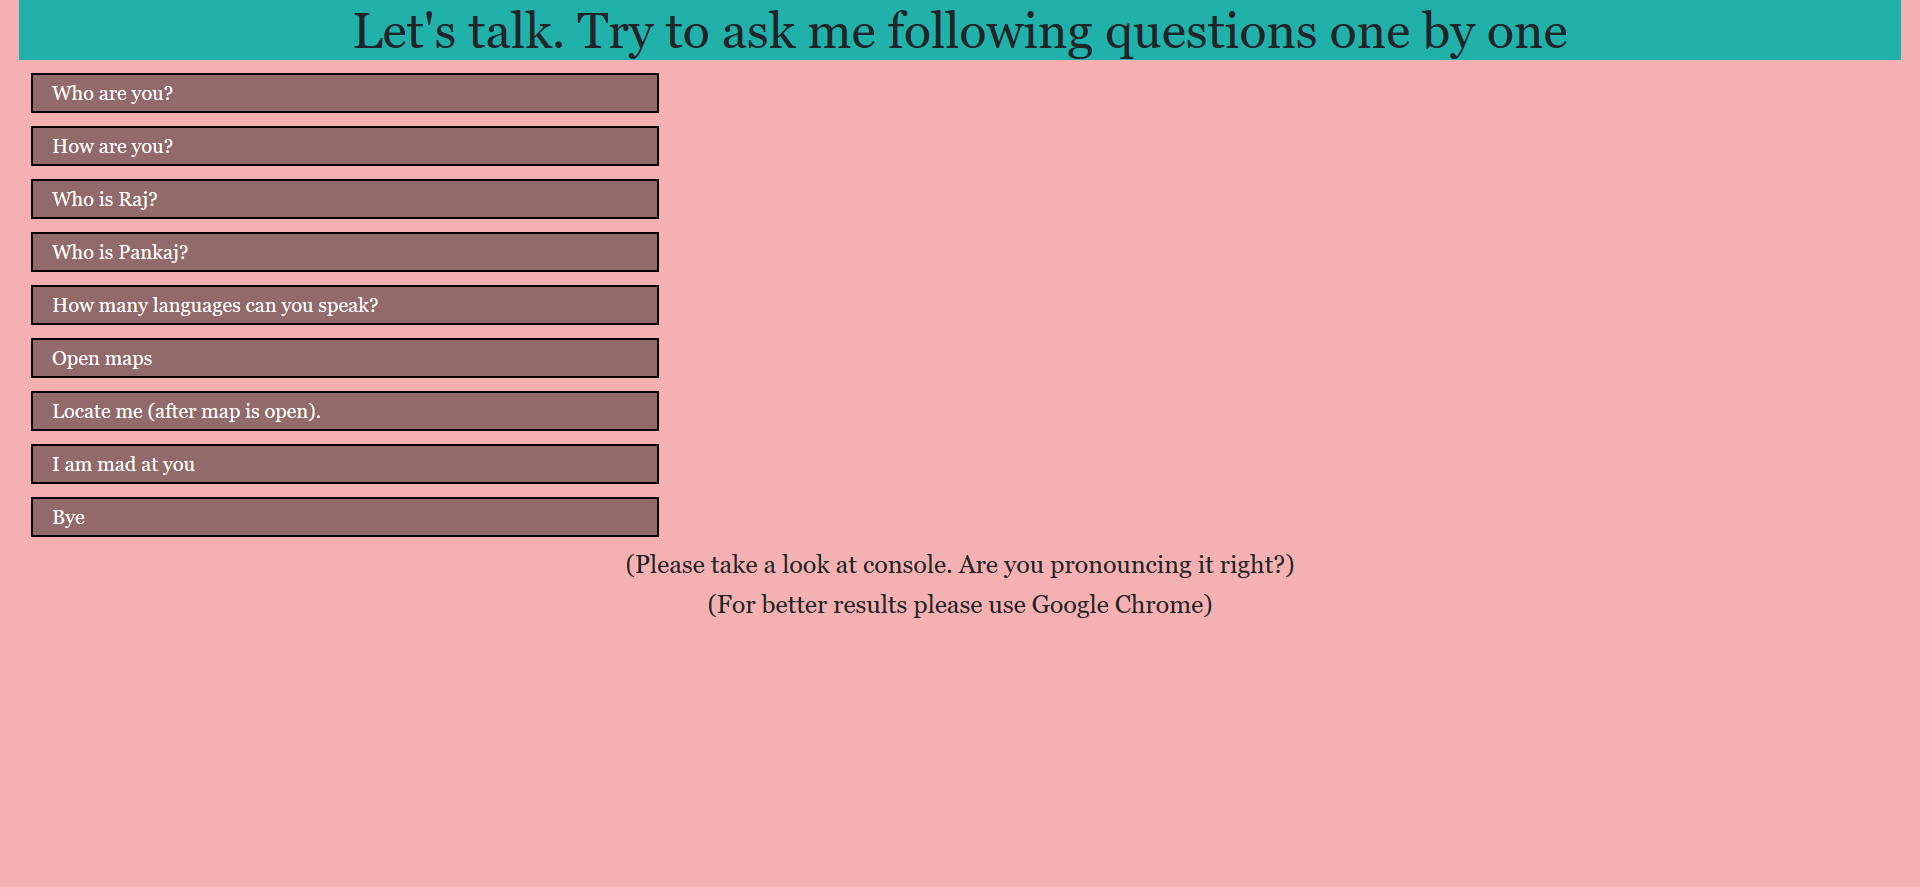 Let's talk. Try to ask me following questions one by one
Who are you?
How are you?
Who is Raj?
Who is Pankaj?
How many languages can you speak?
Open maps
Locate me (after map is open).
I am mad at you
Bye
(Please take a look at console. Are you pronouncing it right?)
(For better results please use Google Chrome)